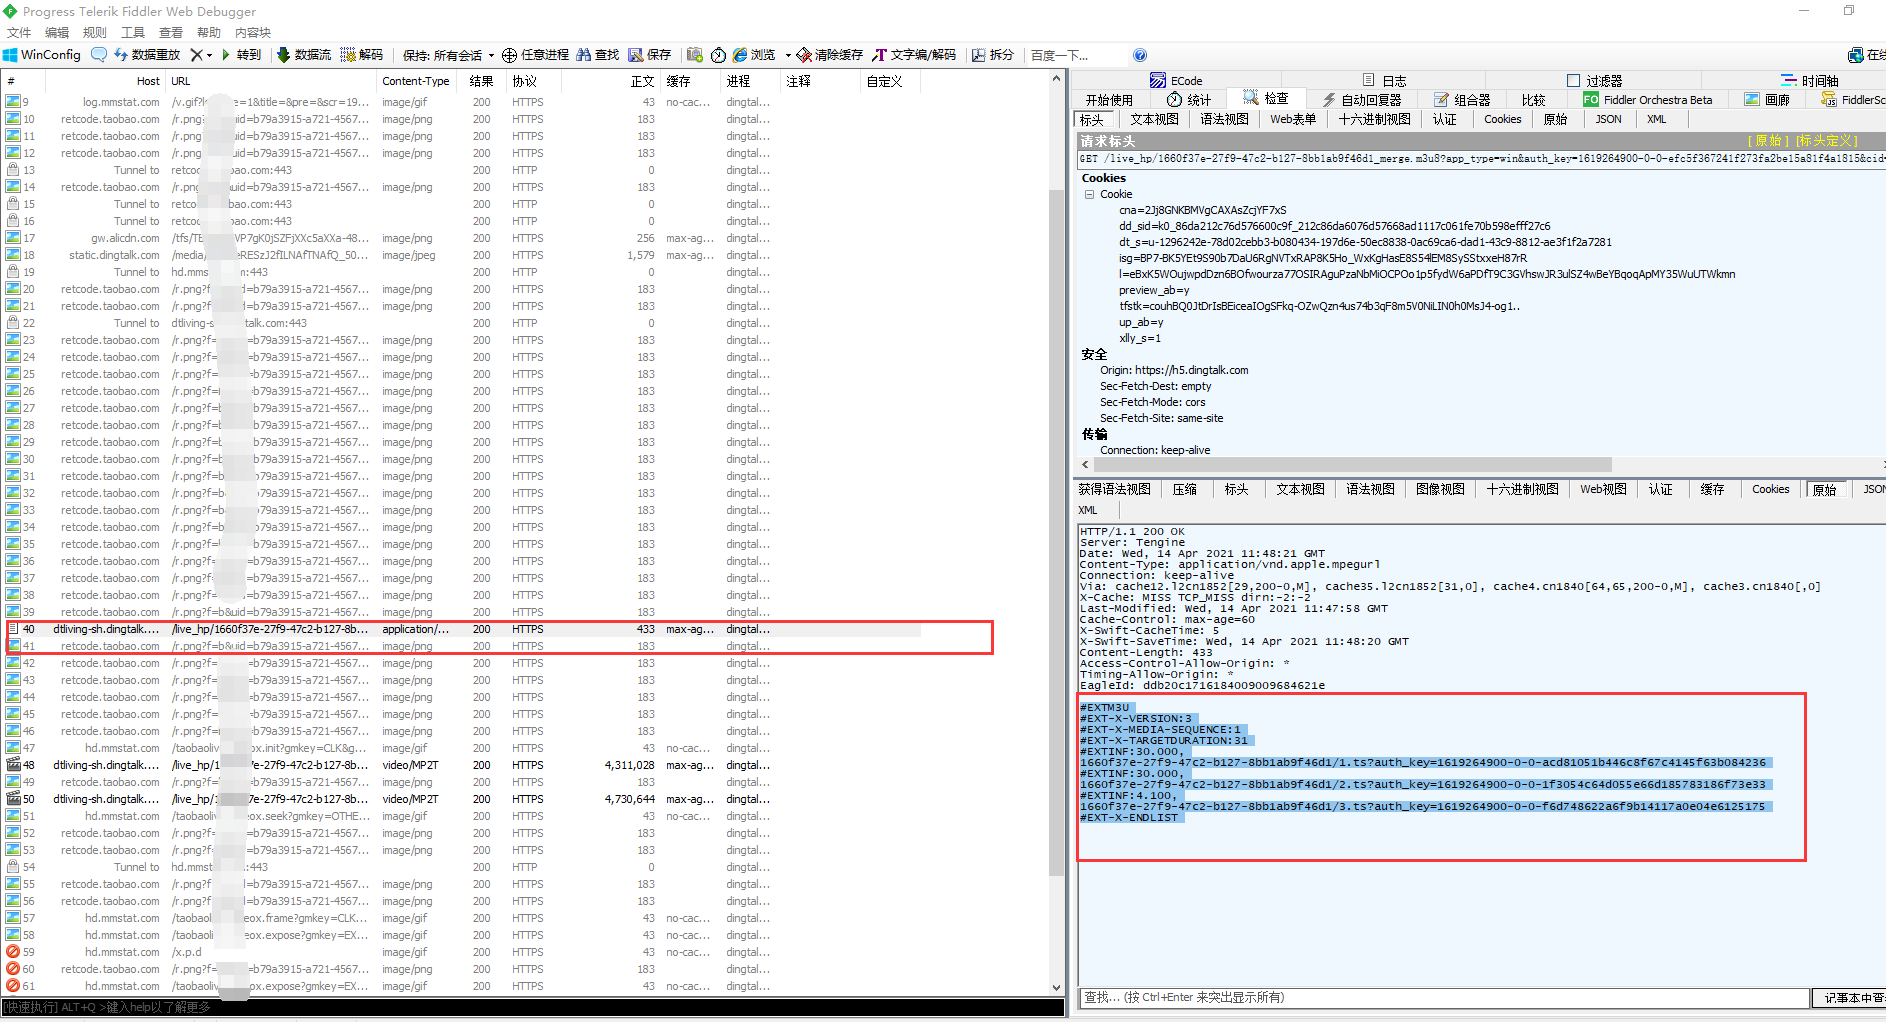 Progress Telerik Fiddler Web Debugger
文件 编辑 规则 工具 查看 帮助 内容块
WinConfig 数据重放 转到 数据流 解码 保持: 所有会话 任意进程 查找 保存 浏览 清除缓存 文字编/解码 拆分 百度一下...
# Host URL Content-Type 结果 协议 正文 缓存 进程 注释 自定义
9 log.mmstat.com /v.gif?l e=1&title=&pre=&scr=19... image/gif 200 HTTPS 43 no-cac... dingtal...
10 retcode.taobao.com /r.png? uid=b79a3915-a721-4567... image/png 200 HTTPS 183 dingtal...
11 retcode.taobao.com /r.png? uid=b79a3915-a721-4567... image/png 200 HTTPS 183 dingtal...
12 retcode.taobao.com /r.png? uid=b79a3915-a721-4567... image/png 200 HTTPS 183 dingtal...
13 Tunnel to retco bao.com:443 200 HTTP 0 dingtal...
14 retcode.taobao.com /r.png =b79a3915-a721-4567... image/png 200 HTTPS 183 dingtal...
15 Tunnel to retco bao.com:443 200 HTTP 0 dingtal...
16 Tunnel to retco bao.com:443 200 HTTP 0 dingtal...
17 gw.alicdn.com /tfs/TE VP7gK0jSZFjXXc5aXXa-48... image/png 200 HTTPS 256 max-ag... dingtal...
18 static.dingtalk.com /media/ eRESzJ2fILNAfTNAfQ_50... image/jpeg 200 HTTPS 1,579 max-ag... dingtal...
19 Tunnel to hd.mms .com:443 200 HTTP 0 dingtal...
20 retcode.taobao.com /r.png?f d=b79a3915-a721-4567... image/png 200 HTTPS 183 dingtal...
21 retcode.taobao.com /r.png?f d=b79a3915-a721-4567... image/png 200 HTTPS 183 dingtal...
22 Tunnel to dtliving-s talk.com:443 200 HTTP 0 dingtal...
23 retcode.taobao.com /r.png?f= =b79a3915-a721-4567... image/png 200 HTTPS 183 dingtal...
24 retcode.taobao.com /r.png?f= =b79a3915-a721-4567... image/png 200 HTTPS 183 dingtal...
25 retcode.taobao.com /r.png?f= =b79a3915-a721-4567... image/png 200 HTTPS 183 dingtal...
26 retcode.taobao.com /r.png?f= =b79a3915-a721-4567... image/png 200 HTTPS 183 dingtal...
27 retcode.taobao.com /r.png?f= =b79a3915-a721-4567... image/png 200 HTTPS 183 dingtal...
28 retcode.taobao.com /r.png?f= b79a3915-a721-4567... image/png 200 HTTPS 183 dingtal...
29 retcode.taobao.com /r.png?f= b79a3915-a721-4567... image/png 200 HTTPS 183 dingtal...
30 retcode.taobao.com /r.png?f= b79a3915-a721-4567... image/png 200 HTTPS 183 dingtal...
31 retcode.taobao.com /r.png?f= b79a3915-a721-4567... image/png 200 HTTPS 183 dingtal...
32 retcode.taobao.com /r.png?f=b b79a3915-a721-4567... image/png 200 HTTPS 183 dingtal...
33 retcode.taobao.com /r.png?f=b b79a3915-a721-4567... image/png 200 HTTPS 183 dingtal...
34 retcode.taobao.com /r.png?f=b b79a3915-a721-4567... image/png 200 HTTPS 183 dingtal...
35 retcode.taobao.com /r.png?f= b79a3915-a721-4567... image/png 200 HTTPS 183 dingtal...
36 retcode.taobao.com /r.png?f= =b79a3915-a721-4567... image/png 200 HTTPS 183 dingtal...
37 retcode.taobao.com /r.png?f= =b79a3915-a721-4567... image/png 200 HTTPS 183 dingtal...
38 retcode.taobao.com /r.png?f= =b79a3915-a721-4567... image/png 200 HTTPS 183 dingtal...
39 retcode.taobao.com /r.png?f=b&uid=b79a3915-a721-4567... image/png 200 HTTPS 183 dingtal...
40 dtliving-sh.dingtalk.... /live_hp/1660f37e-27f9-47c2-b127-8b... application/... 200 HTTPS 433 max-ag... dingtal...
41 retcode.taobao.com /r.png?f=b&uid=b79a3915-a721-4567... image/png 200 HTTPS 183 dingtal...
42 retcode.taobao.com /r.png?f= =b79a3915-a721-4567... image/png 200 HTTPS 183 dingtal...
43 retcode.taobao.com /r.png?f= =b79a3915-a721-4567... image/png 200 HTTPS 183 dingtal...
44 retcode.taobao.com /r.png?f= =b79a3915-a721-4567... image/png 200 HTTPS 183 dingtal...
45 retcode.taobao.com /r.png?f= =b79a3915-a721-4567... image/png 200 HTTPS 183 dingtal...
46 retcode.taobao.com /r.png?f= =b79a3915-a721-4567... image/png 200 HTTPS 183 dingtal...
47 hd.mmstat.com /taobaoliv ox.init?gmkey=CLK&g... image/gif 200 HTTPS 43 no-cac... dingtal...
48 dtliving-sh.dingtalk.... /live_hp/1 7e-27f9-47c2-b127-8b... video/MP2T 200 HTTPS 4,311,028 max-ag... dingtal...
49 retcode.taobao.com /r.png?f= =b79a3915-a721-4567... image/png 200 HTTPS 183 dingtal...
50 dtliving-sh.dingtalk.... /live_hp/1 7e-27f9-47c2-b127-8b... video/MP2T 200 HTTPS 4,730,644 max-ag... dingtal...
51 hd.mmstat.com /taobaol ox.seek?gmkey=OTHE... image/gif 200 HTTPS 43 no-cac... dingtal...
52 retcode.taobao.com /r.png?f= =b79a3915-a721-4567... image/png 200 HTTPS 183 dingtal...
53 retcode.taobao.com /r.png?f= =b79a3915-a721-4567... image/png 200 HTTPS 183 dingtal...
54 Tunnel to hd.mmst :443 200 HTTP 0 dingtal...
55 retcode.taobao.com /r.png?f= =b79a3915-a721-4567... image/png 200 HTTPS 183 dingtal...
56 retcode.taobao.com /r.png?f= =b79a3915-a721-4567... image/png 200 HTTPS 183 dingtal...
57 hd.mmstat.com /taobaol eox.frame?gmkey=CLK... image/gif 200 HTTPS 43 no-cac... dingtal...
58 hd.mmstat.com /taobaol eox.expose?gmkey=EX... image/gif 200 HTTPS 43 no-cac... dingtal...
59 hd.mmstat.com /x.p.d image/gif 200 HTTPS 43 no-cac... dingtal...
60 retcode.taobao.com /r.png?f= =b79a3915-a721-4567... image/png 200 HTTPS 183 dingtal...
61 hd.mmstat.com /taobaol eox.expose?gmkey=EX... image/gif 200 HTTPS 43 no-cac... dingtal...
[快速执行] ALT+Q >键入help以了解更多
在线
ECode 日志 过滤器 时间轴
开始使用 统计 检查 自动回复器 组合器 比较 FO Fiddler Orchestra Beta 画廊 FiddlerSc
标头 文本视图 语法视图 Web表单 十六进制视图 认证 Cookies 原始 JSON XML
请求标头 [ 原始 ] [标头定义]
GET /live_hp/1660f37e-27f9-47c2-b127-8bb1ab9f46d1_merge.m3u8?app_type=win&auth_key=1619264900-0-0-efc5f367241f273fa2be15a81f4a1815&cid=
Cookies
Cookie
cna=2Jj8GNKBMVgCAXAsZcjYF7xS
dd_sid=k0_86da212c76d576600c9f_212c86da6076d57668ad1117c061fe70b598efff27c6
dt_s=u-1296242e-78d02cebb3-b080434-197d6e-50ec8838-0ac69ca6-dad1-43c9-8812-ae3f1f2a7281
isg=BP7-BK5YEt9S90b7DaU6RgNVTxRAP8K5Ho_WxKgHasE8S54lEM8SySStxxeH87rR
l=eBxK5WOujwpdDzn6BOfwourza77OSIRAguPzaNbMiOCPOo1p5fydW6aPDfT9C3GVhswJR3ulSZ4wBeYBqoqApMY35WuUTWkmn
preview_ab=y
tfstk=couhBQ0JtDrIsBEiceaIOgSFkq-OZwQzn4us74b3qF8m5V0NiLIN0h0MsJ4-og1..
up_ab=y
xlly_s=1
安全
Origin: https://h5.dingtalk.com
Sec-Fetch-Dest: empty
Sec-Fetch-Mode: cors
Sec-Fetch-Site: same-site
传输
Connection: keep-alive
获得语法视图 压缩 标头 文本视图 语法视图 图像视图 十六进制视图 Web视图 认证 缓存 Cookies 原始 JSON
XML
HTTP/1.1 200 OK
Server: Tengine
Date: Wed, 14 Apr 2021 11:48:21 GMT
Content-Type: application/vnd.apple.mpegurl
Connection: keep-alive
Via: cache12.l2cn1852[29,200-0,M], cache35.l2cn1852[31,0], cache4.cn1840[64,65,200-0,M], cache3.cn1840[,0]
X-Cache: MISS TCP_MISS dirn:-2:-2
Last-Modified: Wed, 14 Apr 2021 11:47:58 GMT
Cache-Control: max-age=60
X-Swift-CacheTime: 5
X-Swift-SaveTime: Wed, 14 Apr 2021 11:48:20 GMT
Content-Length: 433
Access-Control-Allow-Origin: *
Timing-Allow-Origin: *
EagleId: ddb20c1716184009009684621e
#EXTM3U
#EXT-X-VERSION:3
#EXT-X-MEDIA-SEQUENCE:1
#EXT-X-TARGETDURATION:31
#EXTINF:30.000,
1660f37e-27f9-47c2-b127-8bb1ab9f46d1/1.ts?auth_key=1619264900-0-0-acd81051b446c8f67c4145f63b084236
#EXTINF:30.000,
1660f37e-27f9-47c2-b127-8bb1ab9f46d1/2.ts?auth_key=1619264900-0-0-1f3054c64d055e66d185783186f73e33
#EXTINF:4.100,
1660f37e-27f9-47c2-b127-8bb1ab9f46d1/3.ts?auth_key=1619264900-0-0-f6d748622a6f9b14117a0e04e6125175
#EXT-X-ENDLIST
查找... (按 Ctrl+Enter 来突出显示所有) 记事本中查